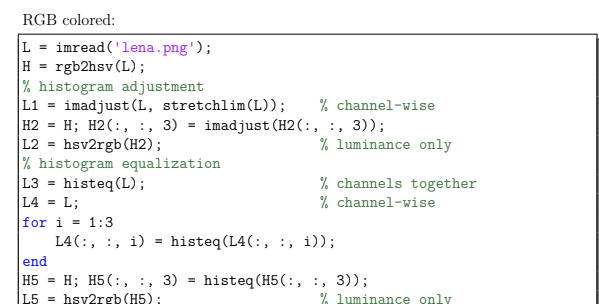 RGB colored:
L = imread('lena.png');
H = rgb2hsv(L);
% histogram adjustment
L1 = imadjust(L, stretchlim(L));    % channel-wise
H2 = H; H2(:, :, 3) = imadjust(H2(:, :, 3));
L2 = hsv2rgb(H2);                   % luminance only
% histogram equalization
L3 = histeq(L);                     % channels together
L4 = L;                             % channel-wise
for i = 1:3
    L4(:, :, i) = histeq(L4(:, :, i));
end
H5 = H; H5(:, :, 3) = histeq(H5(:, :, 3));
L5 = hsv2rgb(H5);                   % luminance only